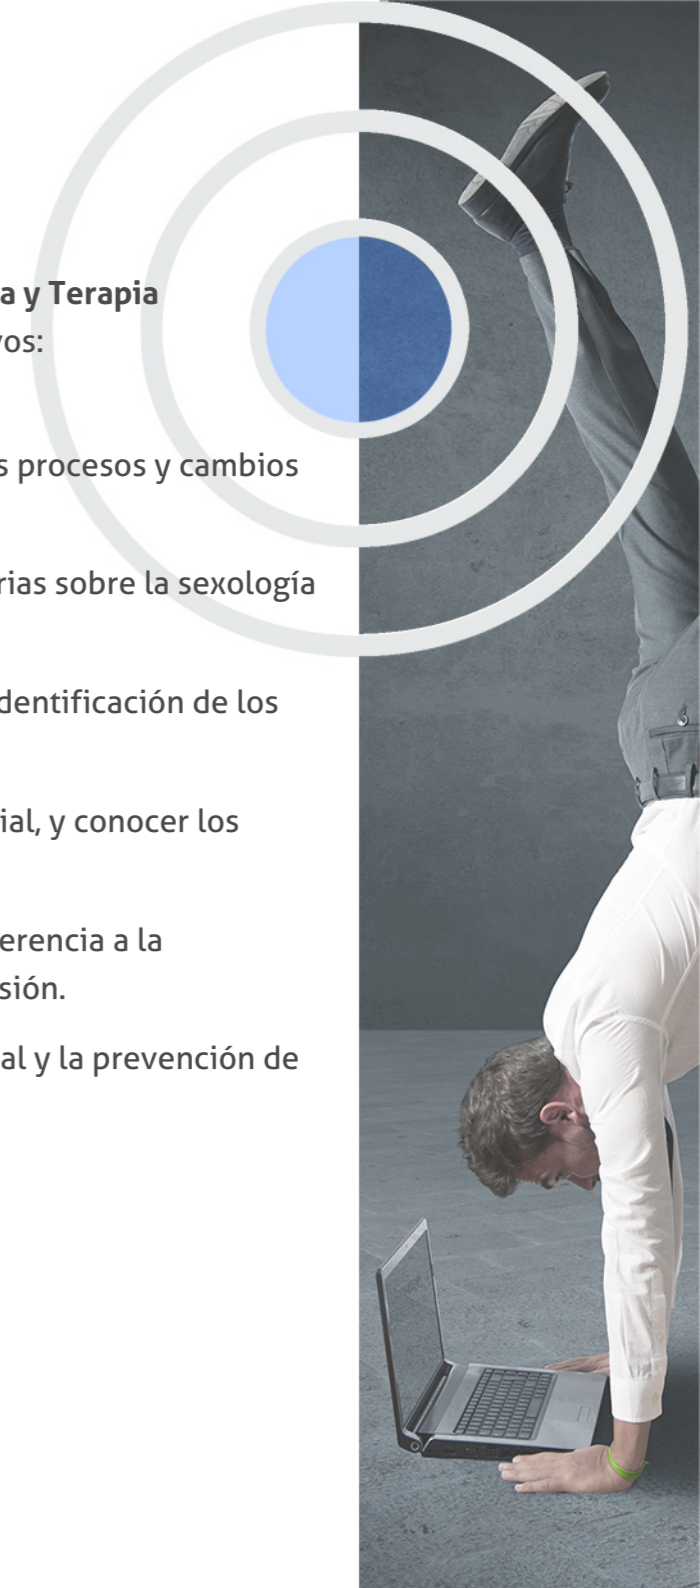 a y Terapia
vos:
s procesos y cambios
rias sobre la sexología
dentificación de los
ial, y conocer los
erencia a la
sión.
al y la prevención de